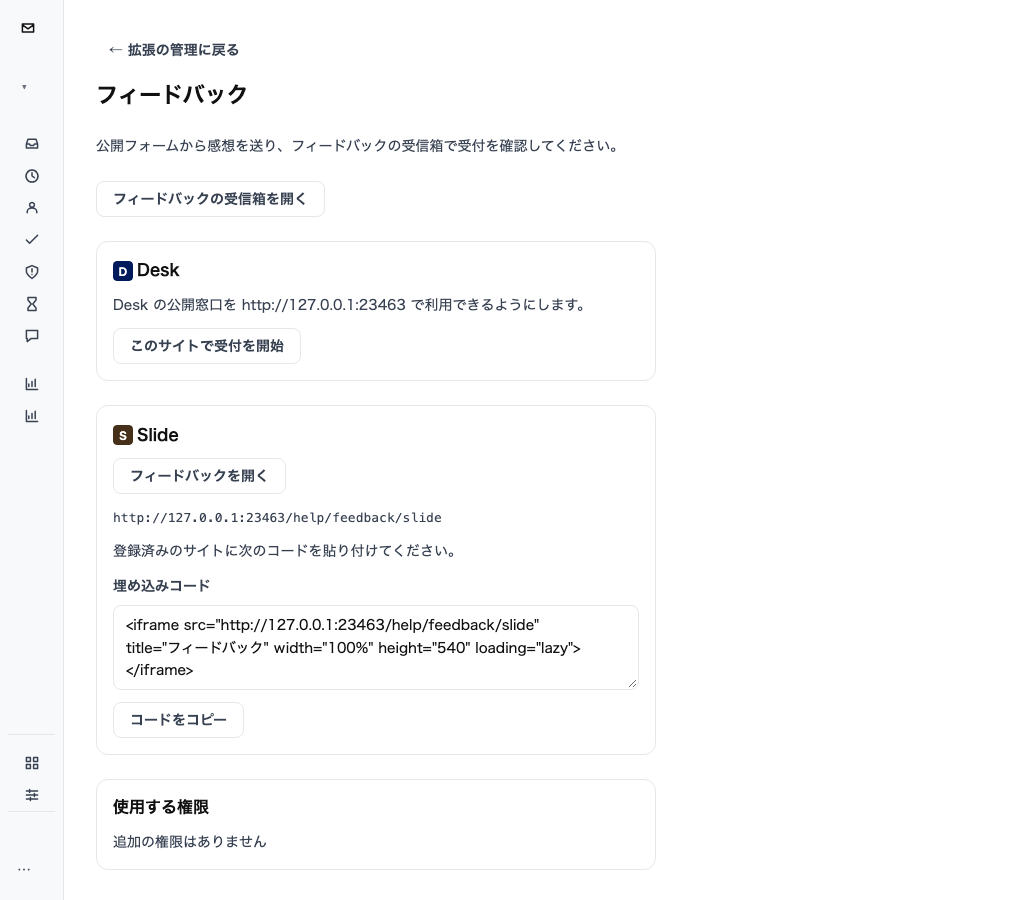 ← 拡張の管理に戻る
フィードバック
公開フォームから感想を送り、フィードバックの受信箱で受付を確認してください。
フィードバックの受信箱を開く
D Desk
Desk の公開窓口を http://127.0.0.1:23463 で利用できるようにします。
このサイトで受付を開始
S Slide
フィードバックを開く
http://127.0.0.1:23463/help/feedback/slide
登録済みのサイトに次のコードを貼り付けてください。
埋め込みコード
<iframe src="http://127.0.0.1:23463/help/feedback/slide"
title="フィードバック" width="100%" height="540" loading="lazy">
</iframe>
コードをコピー
使用する権限
追加の権限はありません